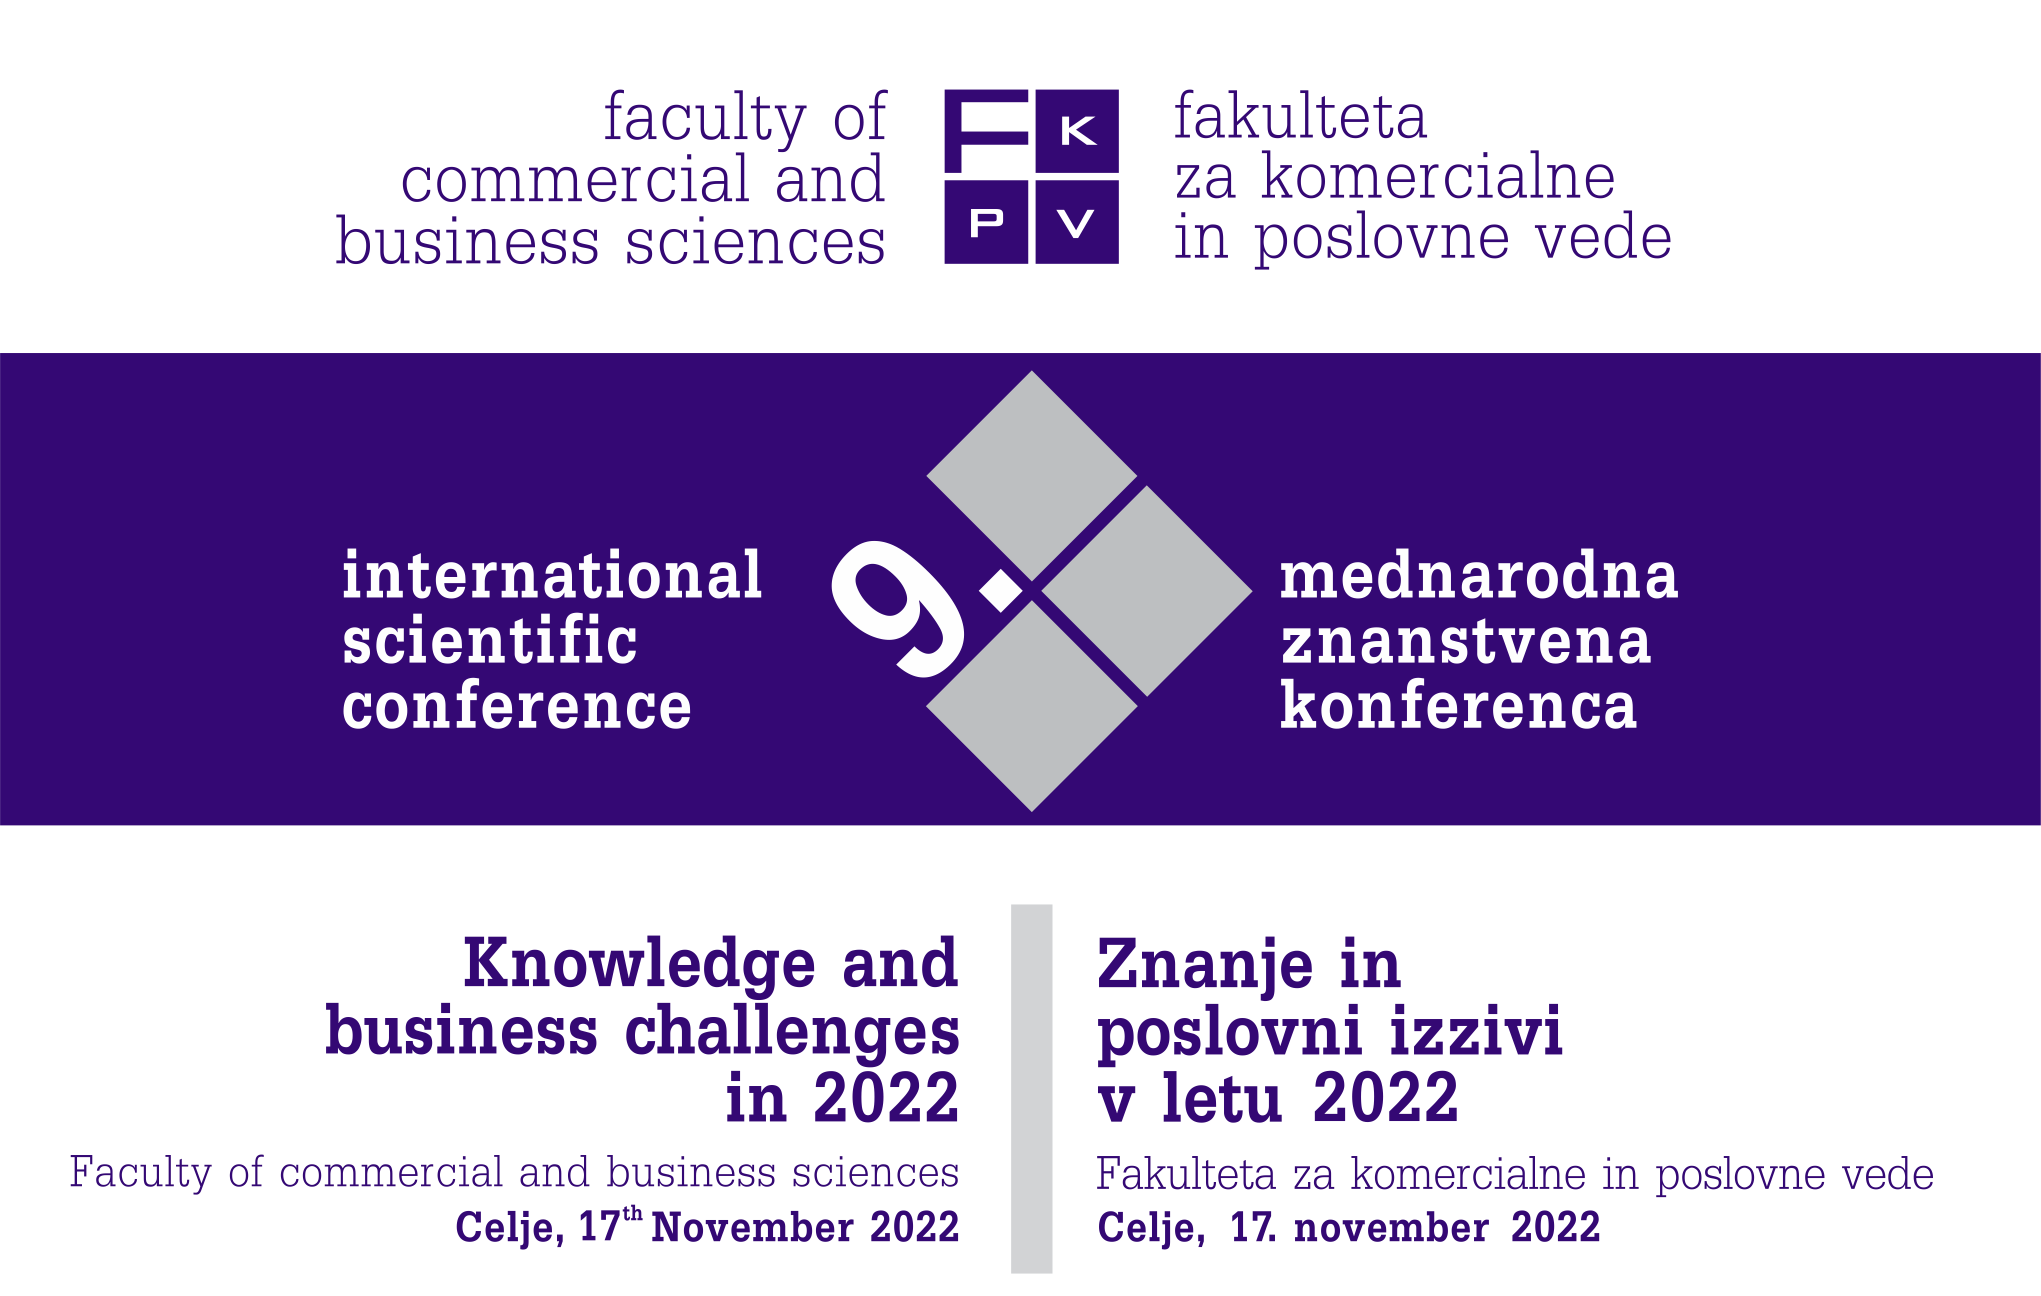 faculty of
commercial and
business sciences
F K
P V
fakulteta
za komercialne
in poslovne vede
international
scientific
conference
9.
mednarodna
znanstvena
konferenca
Knowledge and
business challenges
in 2022
Faculty of commercial and business sciences
Celje, 17th November 2022
Znanje in
poslovni izzivi
v letu 2022
Fakulteta za komercialne in poslovne vede
Celje, 17. november 2022